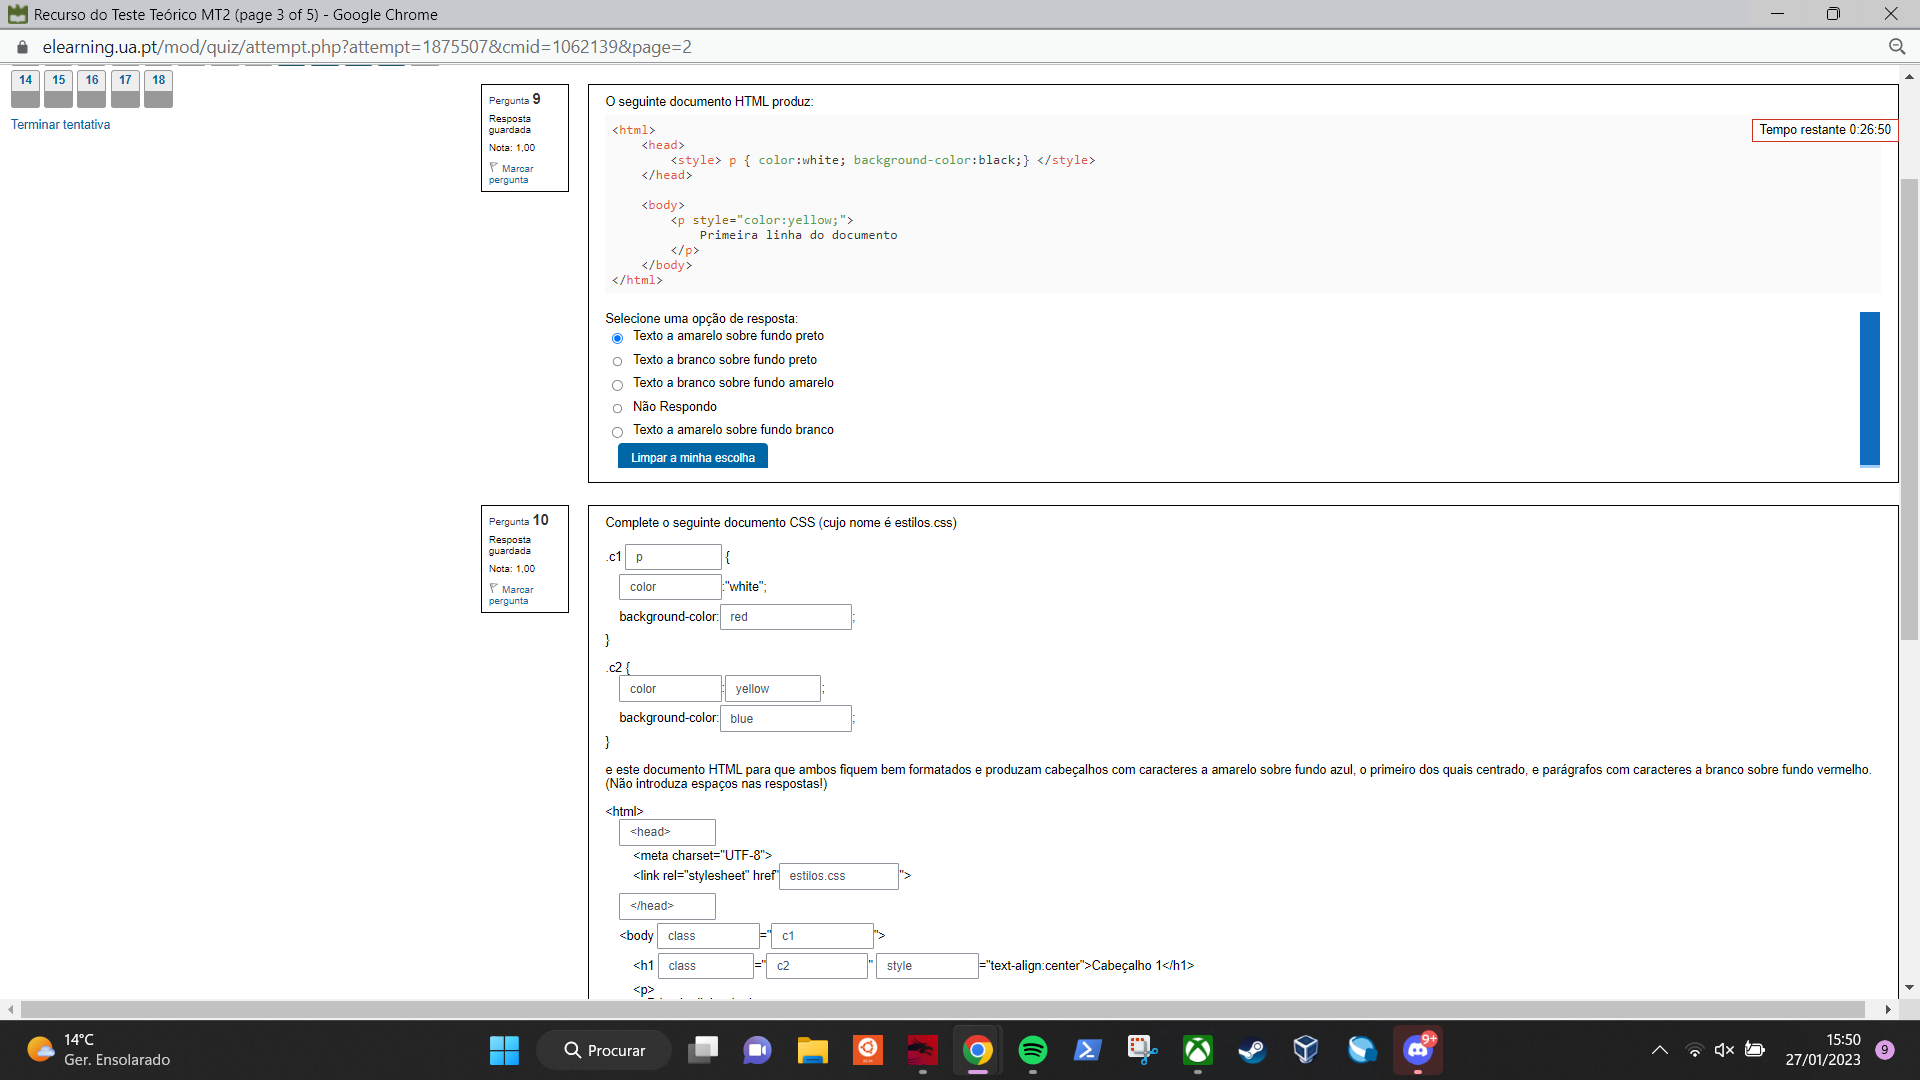 Recurso do Teste Teórico MT2 (page 3 of 5) - Google Chrome
elearning.ua.pt/mod/quiz/attempt.php?attempt=1875507&cmid=1062139&page=2
14 15 16 17 18
Terminar tentativa
Pergunta 9
Resposta
guardada
Nota: 1,00
Marcar
pergunta
O seguinte documento HTML produz:
Tempo restante 0:26:50
<html>
<head>
<style> p { color:white; background-color:black;} </style>
</head>
<body>
<p style="color:yellow;">
Primeira linha do documento
</p>
</body>
</html>
Selecione uma opção de resposta:
Texto a amarelo sobre fundo preto
Texto a branco sobre fundo preto
Texto a branco sobre fundo amarelo
Não Respondo
Texto a amarelo sobre fundo branco
Limpar a minha escolha
Pergunta 10
Resposta
guardada
Nota: 1,00
Marcar
pergunta
Complete o seguinte documento CSS (cujo nome é estilos.css)
.c1 p {
color :"white";
background-color: red ;
}
.c2 {
color : yellow ;
background-color: blue ;
}
e este documento HTML para que ambos fiquem bem formatados e produzam cabeçalhos com caracteres a amarelo sobre fundo azul, o primeiro dos quais centrado, e parágrafos com caracteres a branco sobre fundo vermelho.
(Não introduza espaços nas respostas!)
<html>
<head>
<meta charset="UTF-8">
<link rel="stylesheet" href" estilos.css ">
</head>
<body class =" c1 ">
<h1 class =" c2 " style ="text-align:center">Cabeçalho 1</h1>
<p>
14°C
Ger. Ensolarado
Procurar
9+
15:50
27/01/2023
9